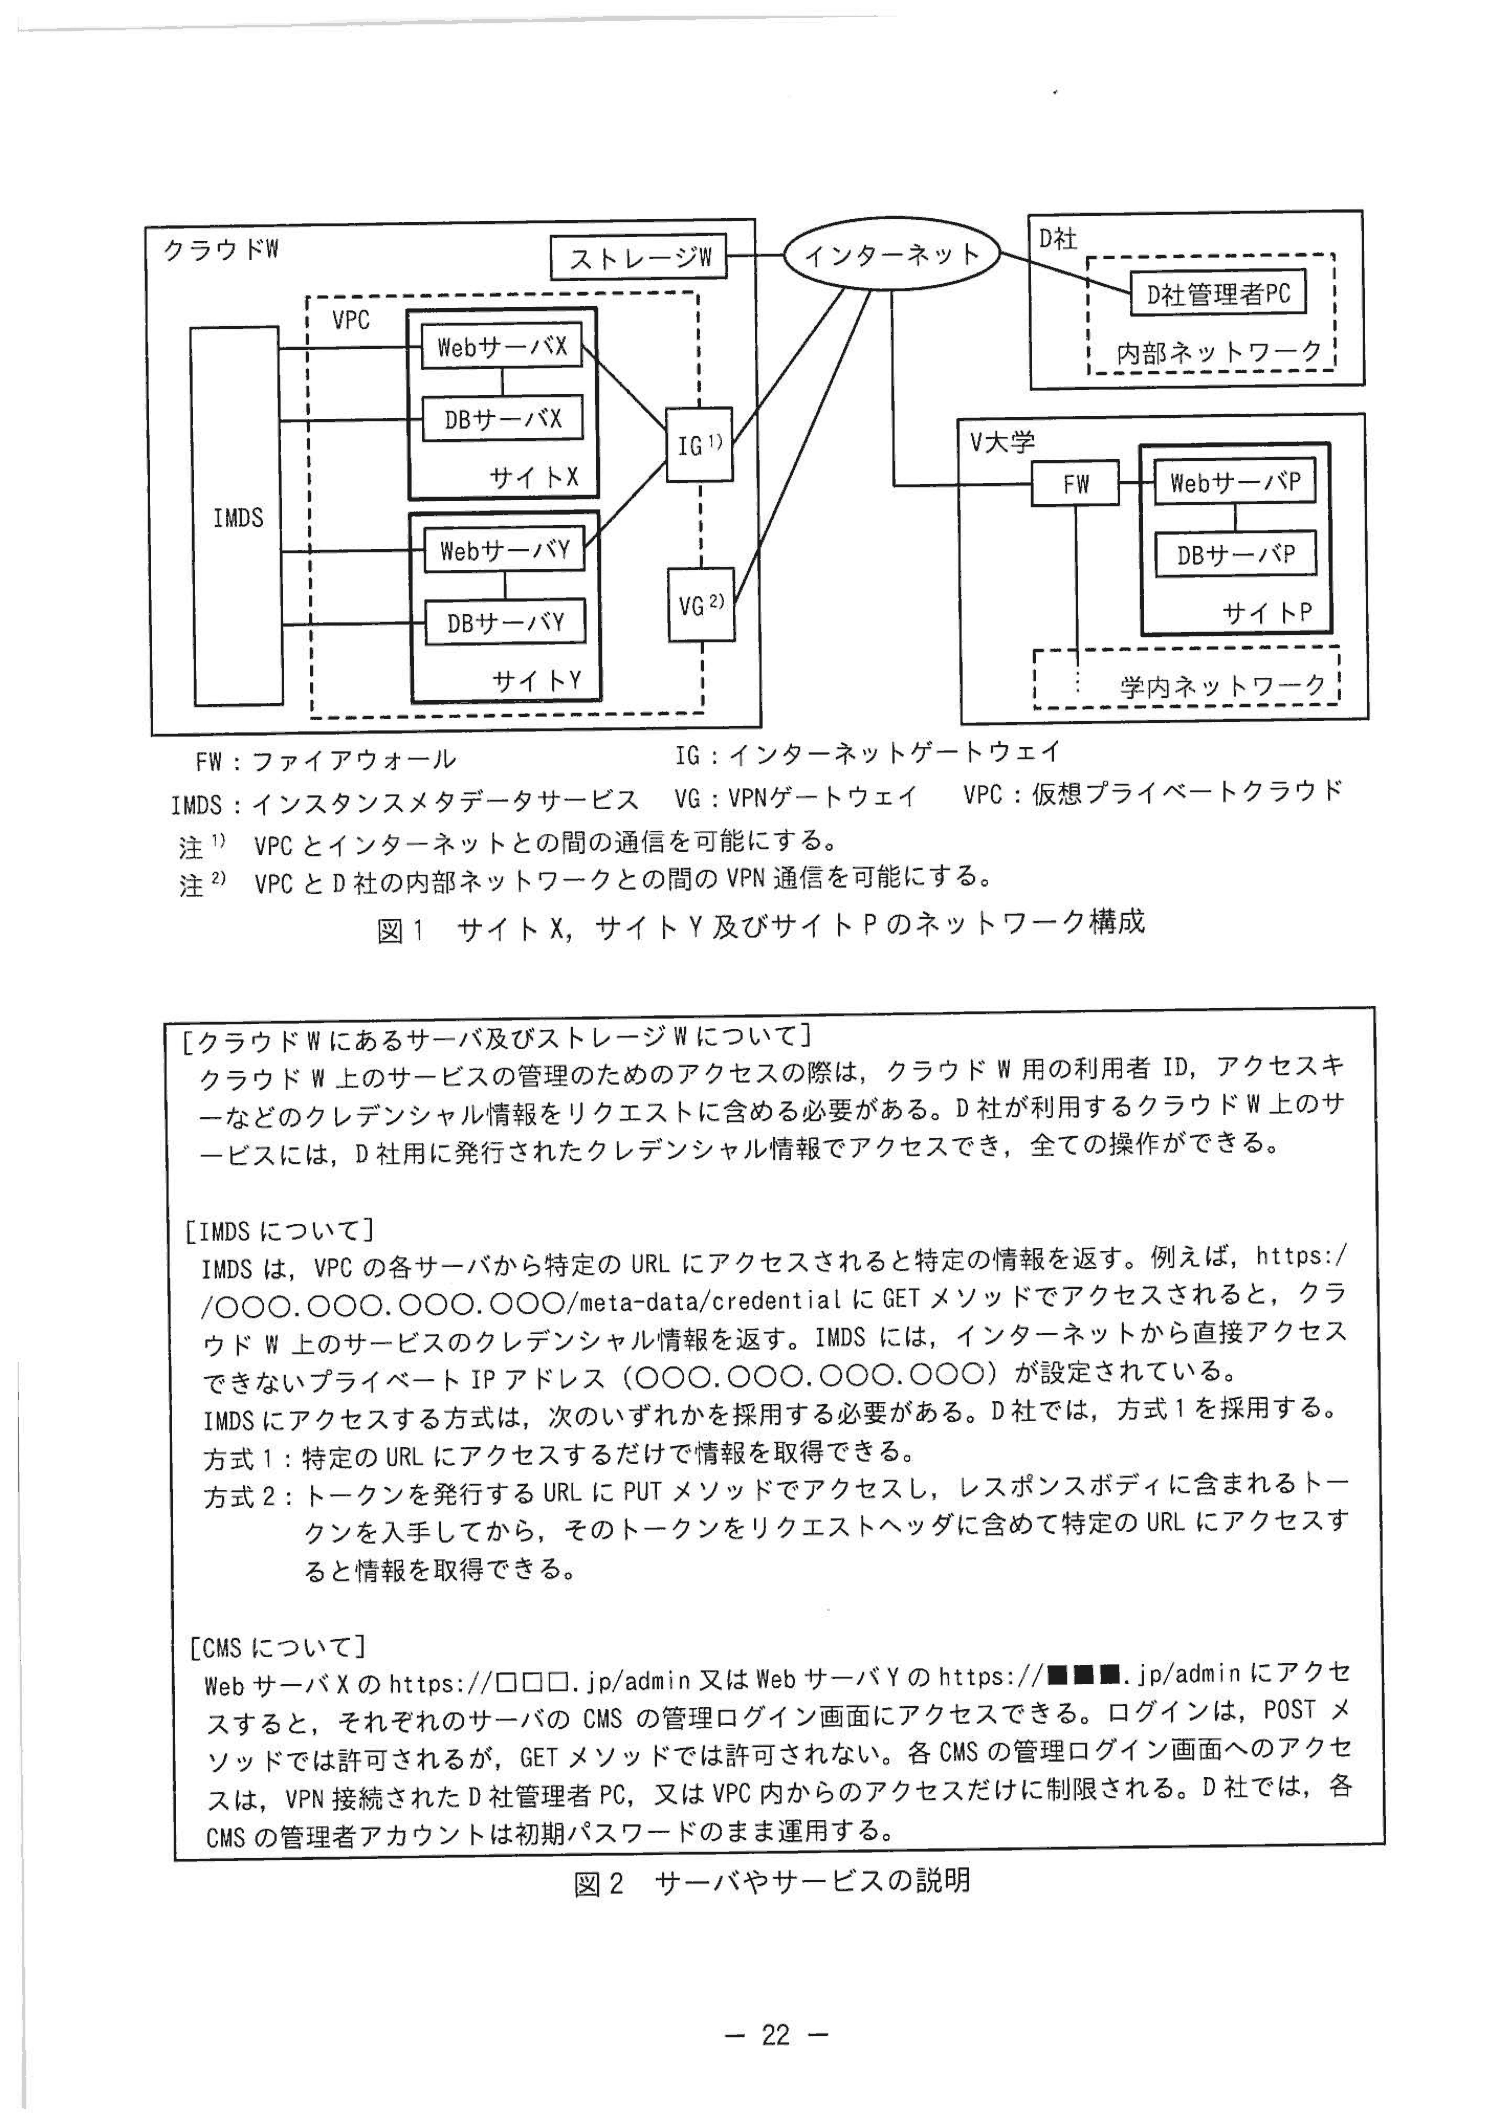 クラウドW
ストレージW
インターネット
D社
D社管理者PC
内部ネットワーク
VPC
WebサーバX
DBサーバX
サイトX
IMDS
IG1)
WebサーバY
DBサーバY
サイトY
VG2)
V大学
FW
WebサーバP
DBサーバP
サイトP
学内ネットワーク
FW：ファイアウォール　IG：インターネットゲートウェイ
IMDS：インスタンスメタデータサービス　VG：VPNゲートウェイ　VPC：仮想プライベートクラウド
注1)　VPCとインターネットとの間の通信を可能にする。
注2)　VPCとD社の内部ネットワークとの間のVPN通信を可能にする。
図1　サイトX，サイトY及びサイトPのネットワーク構成
［クラウドWにあるサーバ及びストレージWについて］
クラウドW上のサービスの管理のためのアクセスの際は，クラウドW用の利用者ID，アクセスキ
ーなどのクレデンシャル情報をリクエストに含める必要がある。D社が利用するクラウドW上のサ
ービスには，D社用に発行されたクレデンシャル情報でアクセスでき，全ての操作ができる。
［IMDSについて］
IMDSは，VPCの各サーバから特定のURLにアクセスされると特定の情報を返す。例えば，https:/
/○○○.○○○.○○○.○○○/meta-data/credentialにGETメソッドでアクセスされると，クラ
ウドW上のサービスのクレデンシャル情報を返す。IMDSには，インターネットから直接アクセス
できないプライベートIPアドレス（○○○.○○○.○○○.○○○）が設定されている。
IMDSにアクセスする方式は，次のいずれかを採用する必要がある。D社では，方式1を採用する。
方式1：特定のURLにアクセスするだけで情報を取得できる。
方式2：トークンを発行するURLにPUTメソッドでアクセスし，レスポンスボディに含まれるトー
クンを入手してから，そのトークンをリクエストヘッダに含めて特定のURLにアクセスす
ると情報を取得できる。
［CMSについて］
WebサーバXのhttps://□□□.jp/admin又はWebサーバYのhttps://■■■.jp/adminにアクセ
スすると，それぞれのサーバのCMSの管理ログイン画面にアクセスできる。ログインは，POSTメ
ソッドでは許可されるが，GETメソッドでは許可されない。各CMSの管理ログイン画面へのアクセ
スは，VPN接続されたD社管理者PC，又はVPC内からのアクセスだけに制限される。D社では，各
CMSの管理者アカウントは初期パスワードのまま運用する。
図2　サーバやサービスの説明
－ 22 －